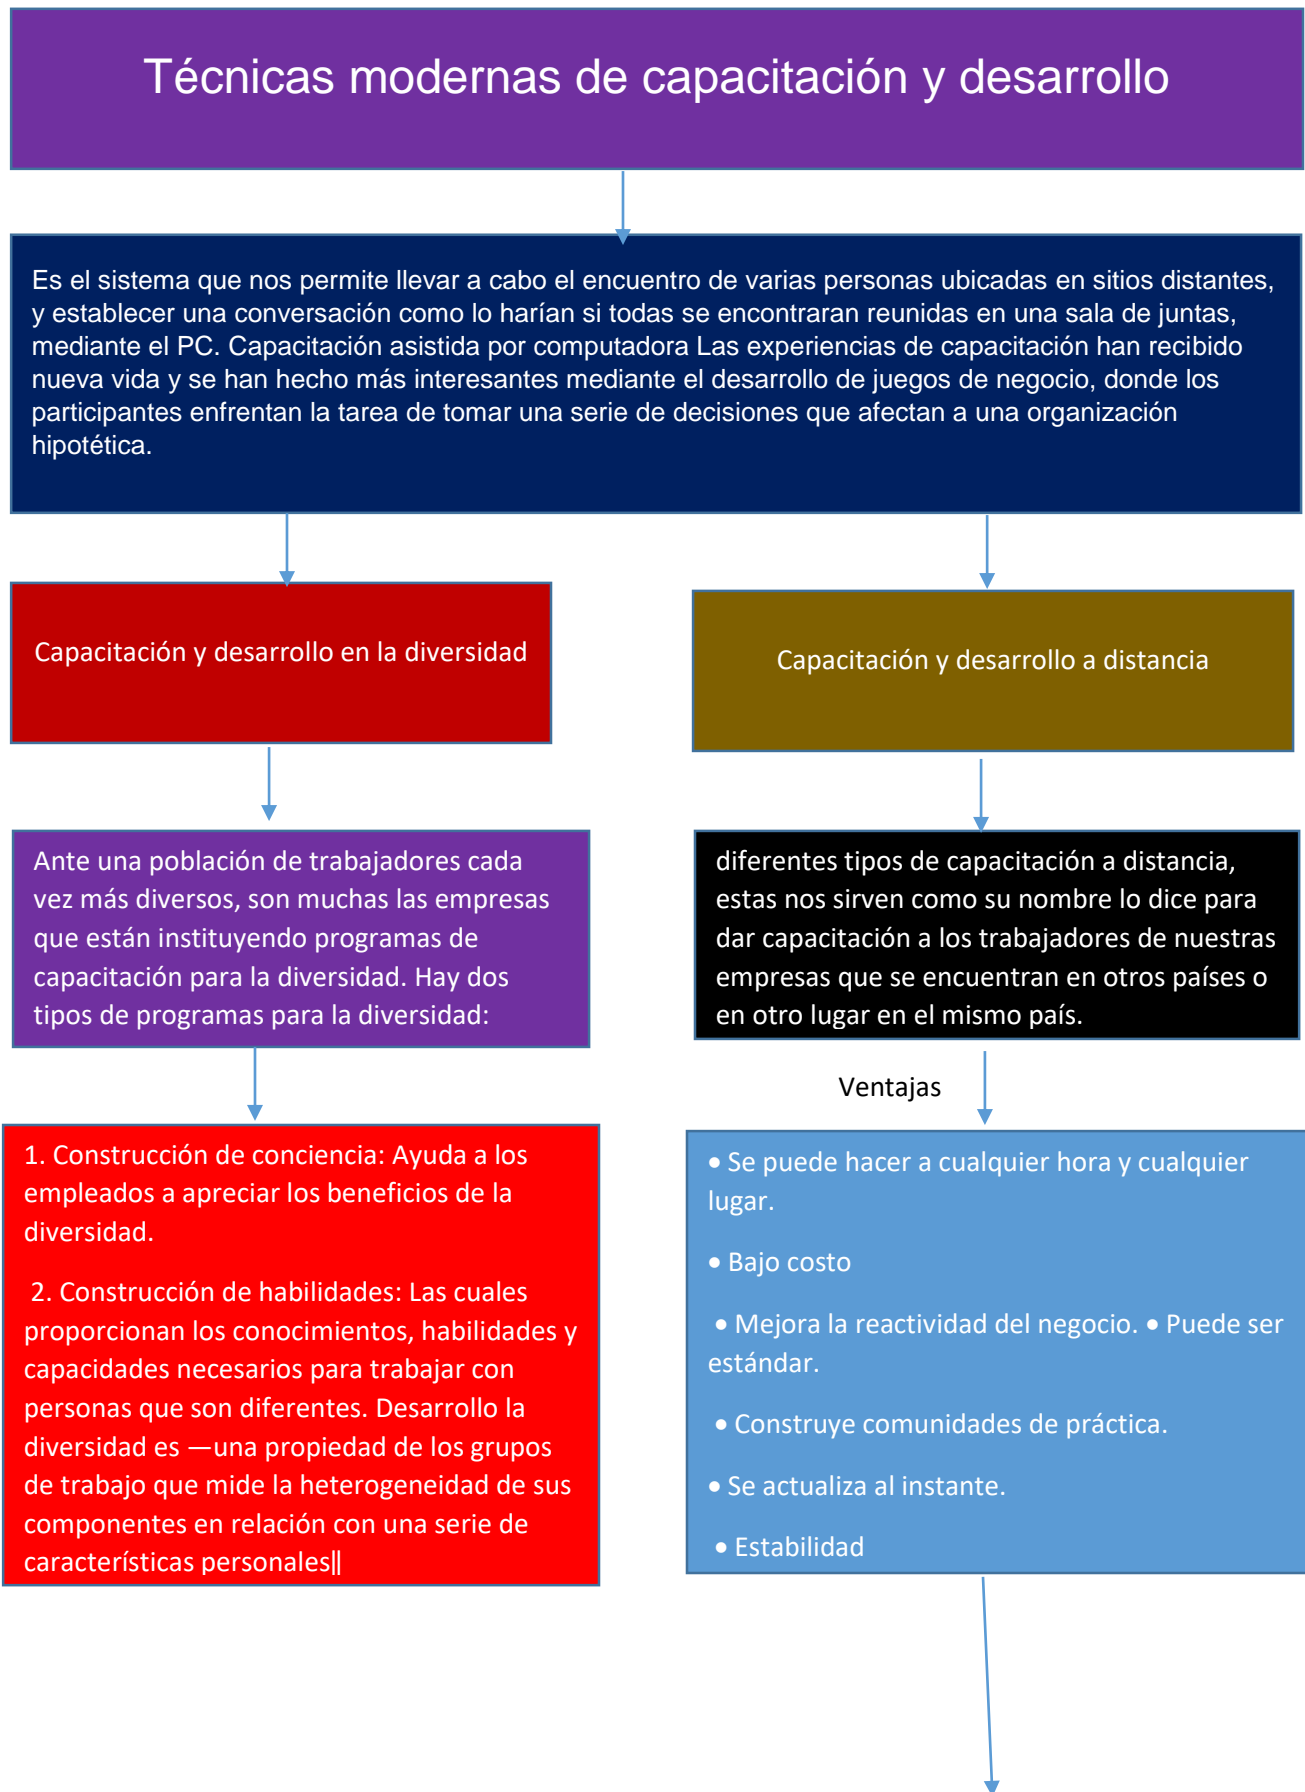 Técnicas modernas de capacitación y desarrollo
Es el sistema que nos permite llevar a cabo el encuentro de varias personas ubicadas en sitios distantes,
y establecer una conversación como lo harían si todas se encontraran reunidas en una sala de juntas,
mediante el PC. Capacitación asistida por computadora Las experiencias de capacitación han recibido
nueva vida y se han hecho más interesantes mediante el desarrollo de juegos de negocio, donde los
participantes enfrentan la tarea de tomar una serie de decisiones que afectan a una organización
hipotética.
Capacitación y desarrollo en la diversidad
Ante una población de trabajadores cada
vez más diversos, son muchas las empresas
que están instituyendo programas de
capacitación para la diversidad. Hay dos
tipos de programas para la diversidad:
1. Construcción de conciencia: Ayuda a los
empleados a apreciar los beneficios de la
diversidad.
2. Construcción de habilidades: Las cuales
proporcionan los conocimientos, habilidades y
capacidades necesarios para trabajar con
personas que son diferentes. Desarrollo la
diversidad es ―una propiedad de los grupos
de trabajo que mide la heterogeneidad de sus
componentes en relación con una serie de
características personales‖
Capacitación y desarrollo a distancia
diferentes tipos de capacitación a distancia,
estas nos sirven como su nombre lo dice para
dar capacitación a los trabajadores de nuestras
empresas que se encuentran en otros países o
en otro lugar en el mismo país.
Ventajas
• Se puede hacer a cualquier hora y cualquier
lugar.
• Bajo costo
• Mejora la reactividad del negocio. • Puede ser
estándar.
• Construye comunidades de práctica.
• Se actualiza al instante.
• Estabilidad